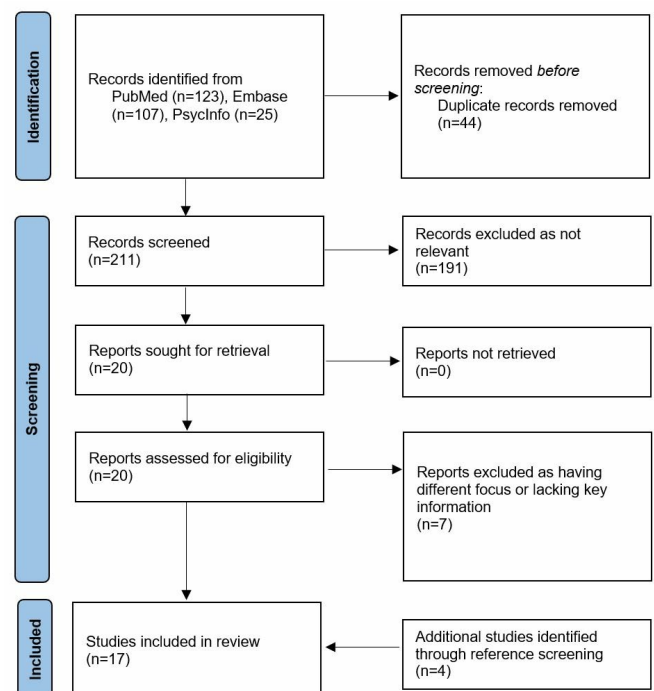 Identification
Records identified from
PubMed (n=123), Embase
(n=107), PsycInfo (n=25)
Records removed before
screening:
Duplicate records removed
(n=44)
Screening
Records screened
(n=211)
Records excluded as not
relevant
(n=191)
Reports sought for retrieval
(n=20)
Reports not retrieved
(n=0)
Reports assessed for eligibility
(n=20)
Reports excluded as having
different focus or lacking key
information
(n=7)
Included
Studies included in review
(n=17)
Additional studies identified
through reference screening
(n=4)